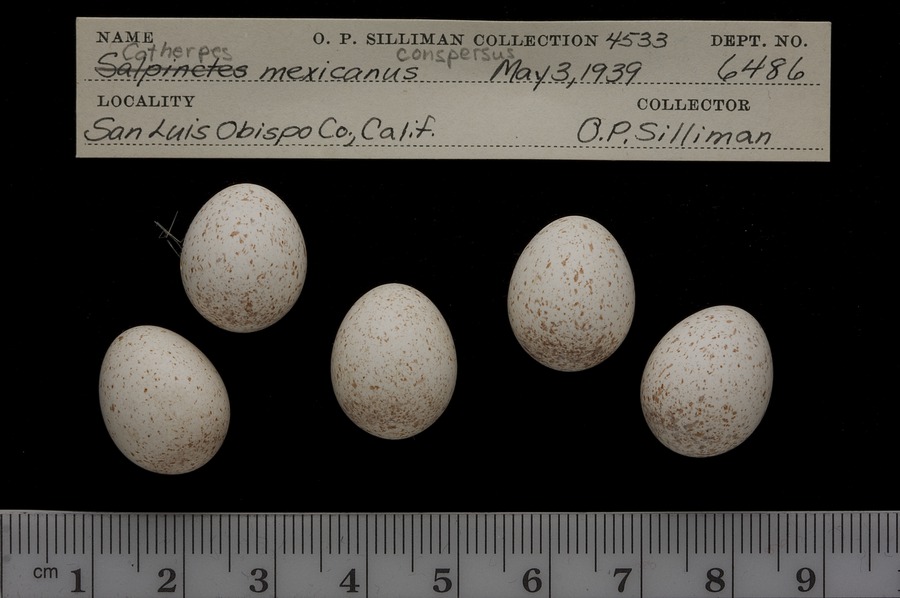 NAME O. P. SILLIMAN COLLECTION 4533 DEPT. NO.
Catherpes conspersus
Salpinctes mexicanus May 3, 1939 6486
LOCALITY COLLECTOR
San Luis Obispo Co., Calif. O.P. Silliman
cm 1 2 3 4 5 6 7 8 9